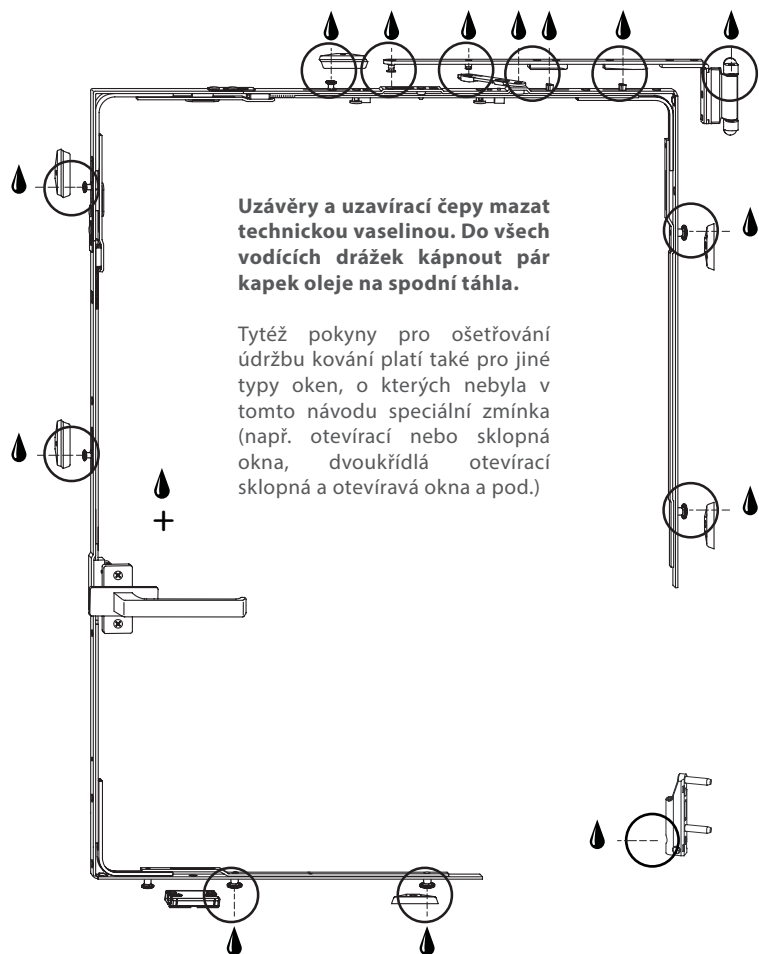 Uzávěry a uzavírací čepy mazat
technickou vaselinou. Do všech
vodících drážek kápnout pár
kapek oleje na spodní táhla.
Tytéž pokyny pro ošetřování
údržbu kování platí také pro jiné
typy oken, o kterých nebyla v
tomto návodu speciální zmínka
(např. otevírací nebo sklopná
okna, dvoukřídlá otevírací
sklopná a otevíravá okna a pod.)
+